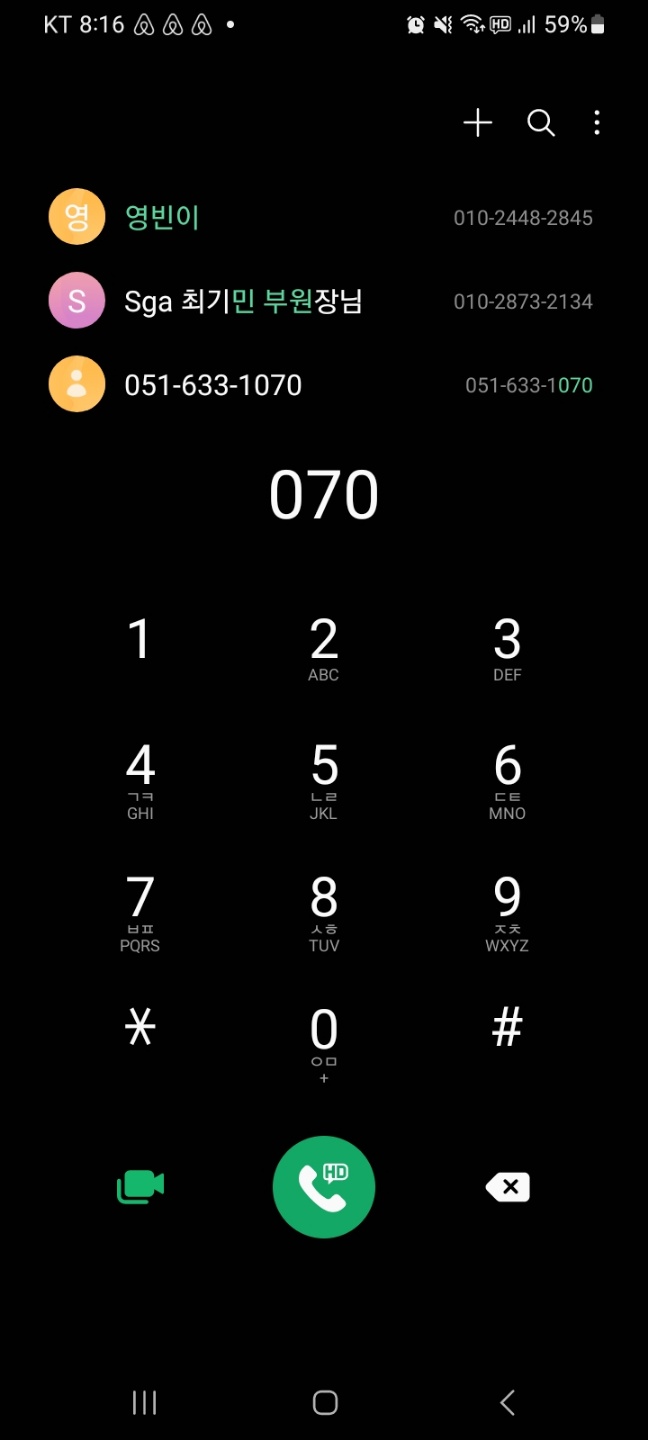 KT 8:16 HD 59%
영 영빈이 010-2448-2845
S Sga 최기민 부원장님 010-2873-2134
051-633-1070 051-633-1070
070
1 2 3
ABC DEF
4 5 6
ㄱㅋ ㄴㄹ ㄷㅌ
GHI JKL MNO
7 8 9
ㅂㅍ ㅅㅎ ㅈㅊ
PQRS TUV WXYZ
* 0 #
ㅇㅁ
+
HD